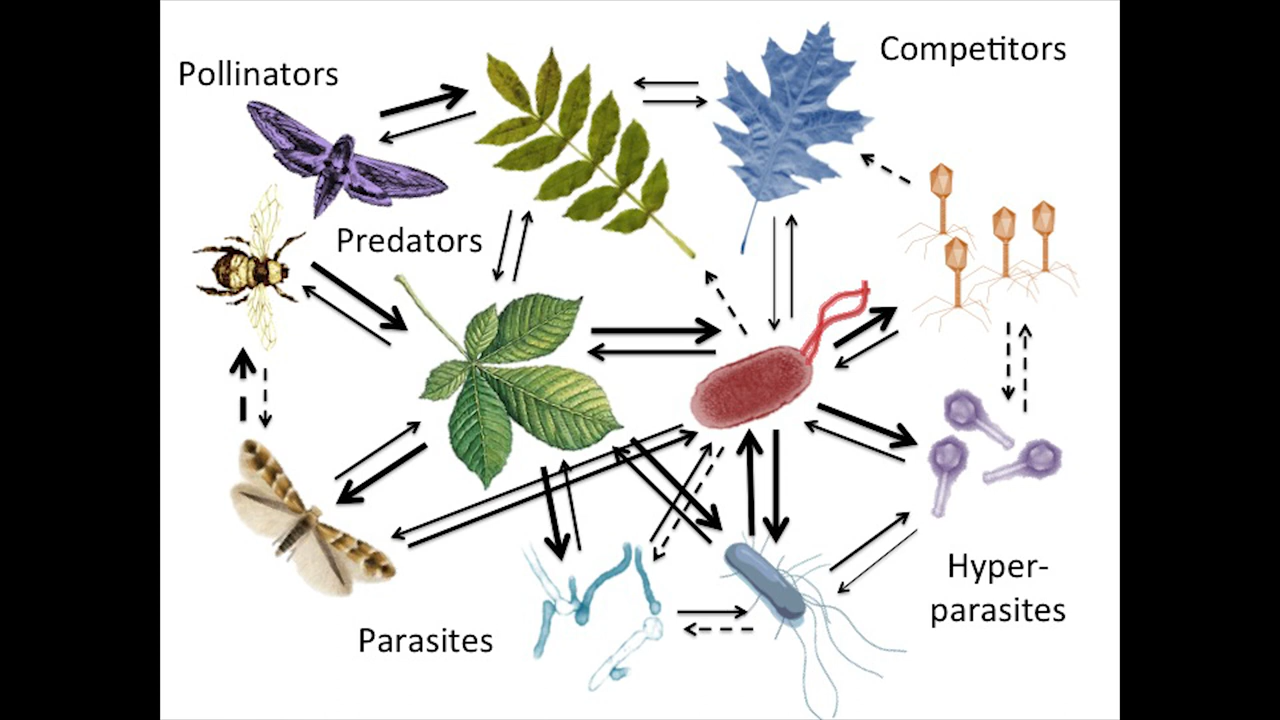 Pollinators
Competitors
Predators
Hyper-
parasites
Parasites